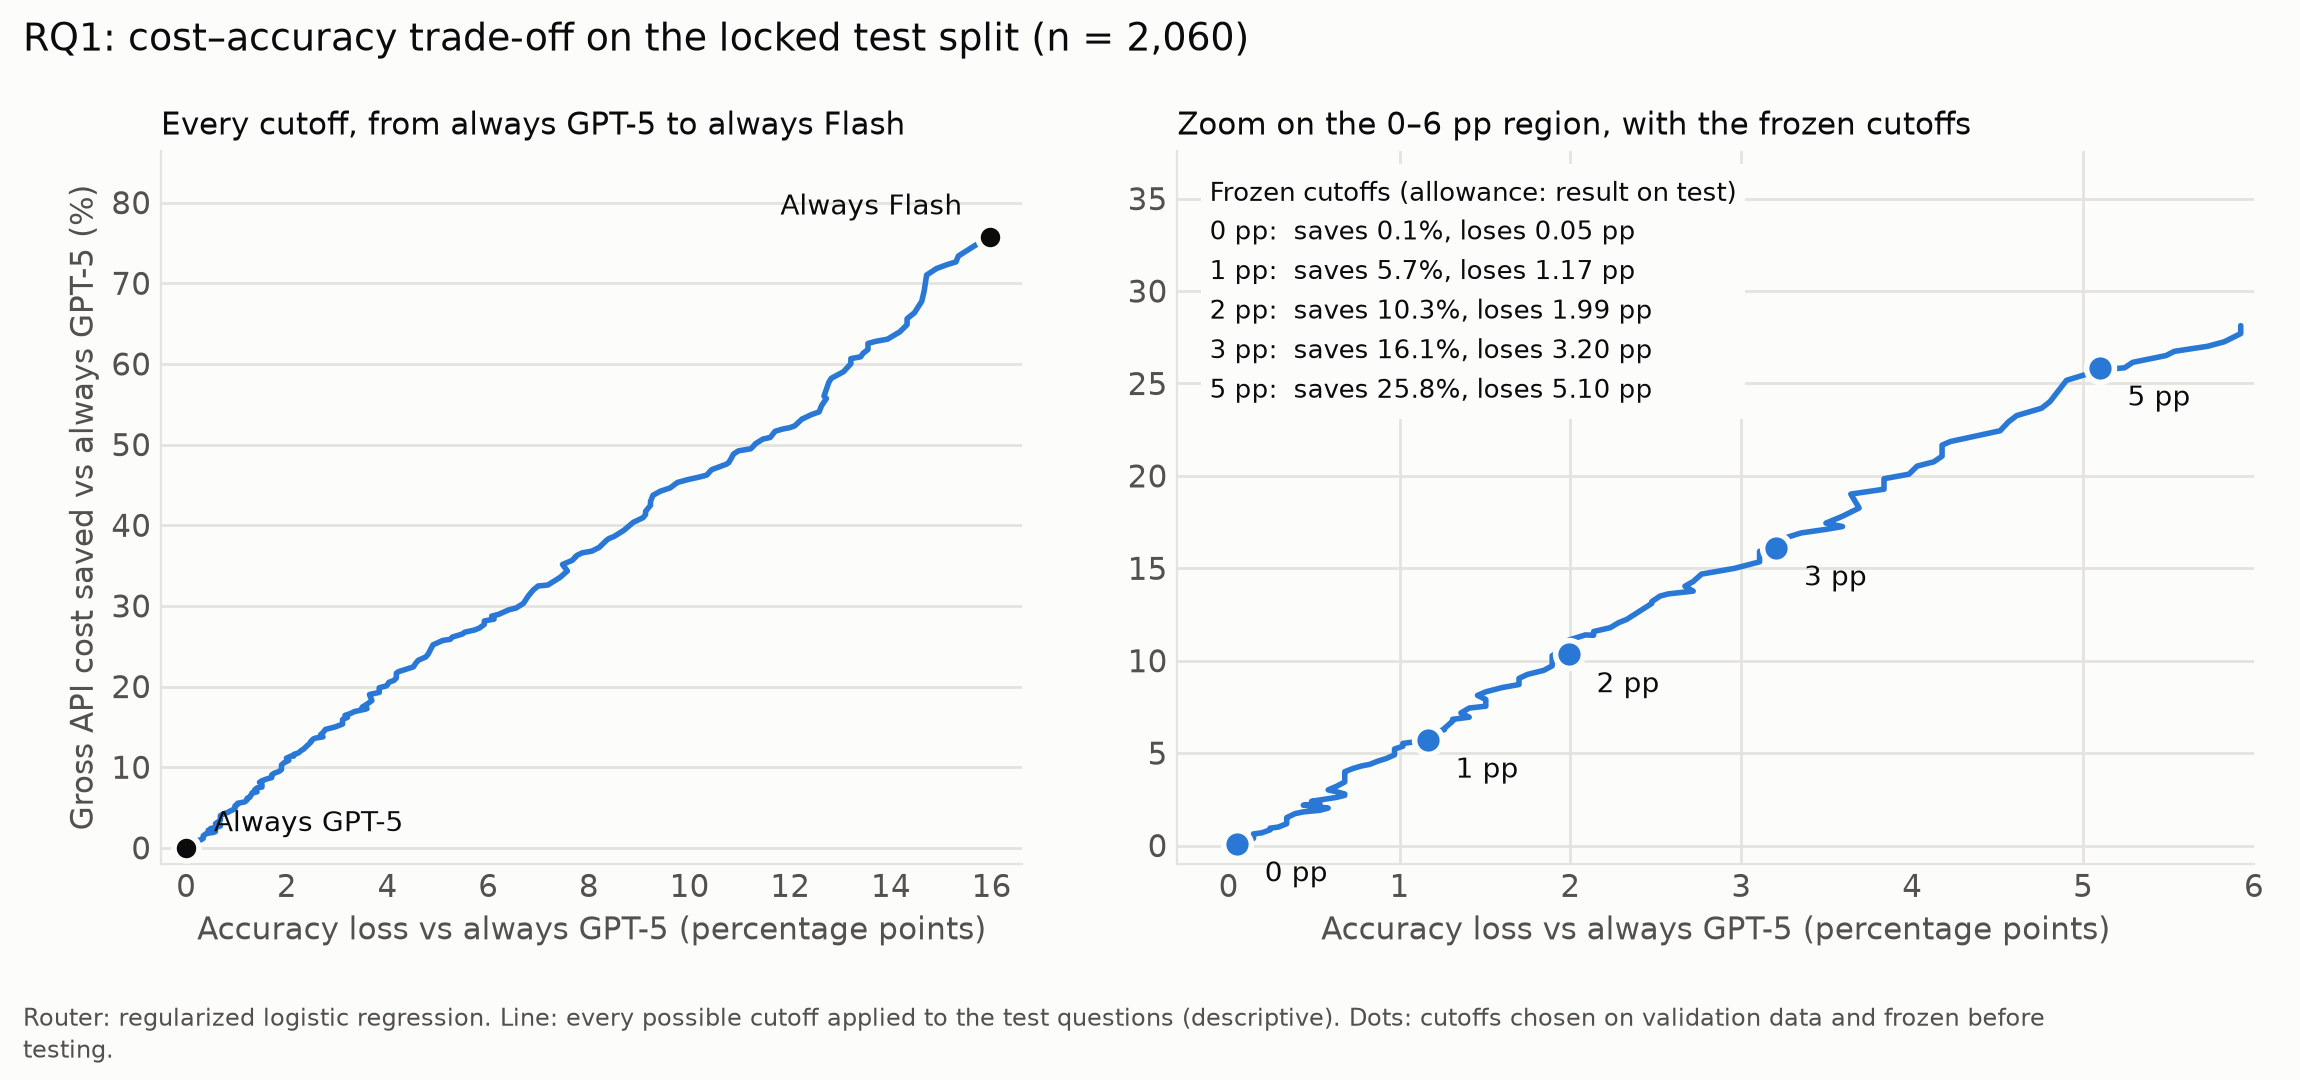 RQ1: cost–accuracy trade-off on the locked test split (n = 2,060)
Every cutoff, from always GPT-5 to always Flash
Gross API cost saved vs always GPT-5 (%)
80
70
60
50
40
30
20
10
0
Always Flash
Always GPT-5
0 2 4 6 8 10 12 14 16
Accuracy loss vs always GPT-5 (percentage points)
Zoom on the 0–6 pp region, with the frozen cutoffs
35
30
25
20
15
10
5
0
Frozen cutoffs (allowance: result on test)
0 pp: saves 0.1%, loses 0.05 pp
1 pp: saves 5.7%, loses 1.17 pp
2 pp: saves 10.3%, loses 1.99 pp
3 pp: saves 16.1%, loses 3.20 pp
5 pp: saves 25.8%, loses 5.10 pp
5 pp
3 pp
2 pp
1 pp
0 pp
0 1 2 3 4 5 6
Accuracy loss vs always GPT-5 (percentage points)
Router: regularized logistic regression. Line: every possible cutoff applied to the test questions (descriptive). Dots: cutoffs chosen on validation data and frozen before
testing.